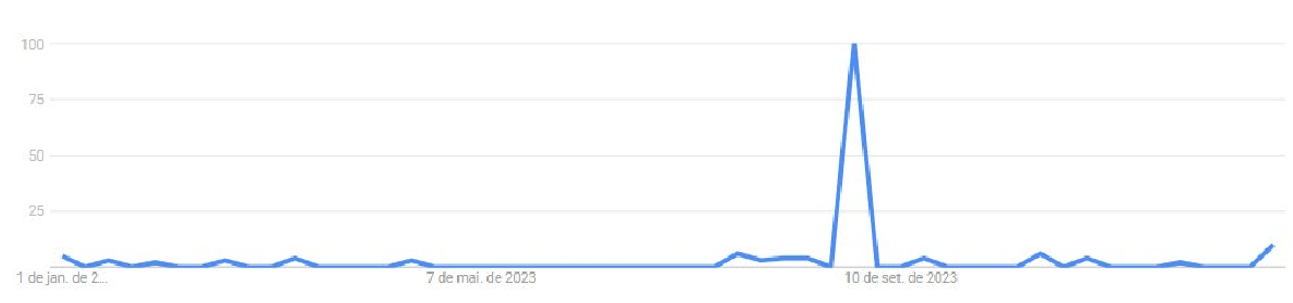 100
75
50
25
1 de jan. de 2...
7 de mai. de 2023
10 de set. de 2023